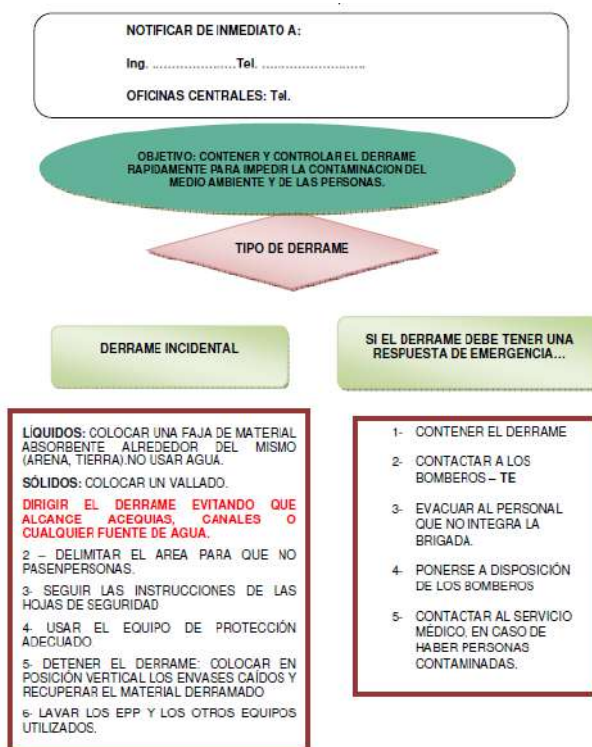 NOTIFICAR DE INMEDIATO A:
Ing. .....................Tel. ..........................
OFICINAS CENTRALES: Tel.
OBJETIVO: CONTENER Y CONTROLAR EL DERRAME
RAPIDAMENTE PARA IMPEDIR LA CONTAMINACION DEL
MEDIO AMBIENTE Y DE LAS PERSONAS.
TIPO DE DERRAME
DERRAME INCIDENTAL
LÍQUIDOS: COLOCAR UNA FAJA DE MATERIAL
ABSORBENTE ALREDEDOR DEL MISMO
(ARENA, TIERRA).NO USAR AGUA.
SÓLIDOS: COLOCAR UN VALLADO.
DIRIGIR EL DERRAME EVITANDO QUE
ALCANCE ACEQUIAS, CANALES O
CUALQUIER FUENTE DE AGUA.
2 – DELIMITAR EL AREA PARA QUE NO
PASENPERSONAS.
3- SEGUIR LAS INSTRUCCIONES DE LAS
HOJAS DE SEGURIDAD
4- USAR EL EQUIPO DE PROTECCIÓN
ADECUADO
5- DETENER EL DERRAME: COLOCAR EN
POSICIÓN VERTICAL LOS ENVASES CAÍDOS Y
RECUPERAR EL MATERIAL DERRAMADO
6- LAVAR LOS EPP Y LOS OTROS EQUIPOS
UTILIZADOS.
SI EL DERRAME DEBE TENER UNA
RESPUESTA DE EMERGENCIA...
1- CONTENER EL DERRAME
2- CONTACTAR A LOS
BOMBEROS – TE
3- EVACUAR AL PERSONAL
QUE NO INTEGRA LA
BRIGADA.
4- PONERSE A DISPOSICIÓN
DE LOS BOMBEROS
5- CONTACTAR AL SERVICIO
MÉDICO, EN CASO DE
HABER PERSONAS
CONTAMINADAS.